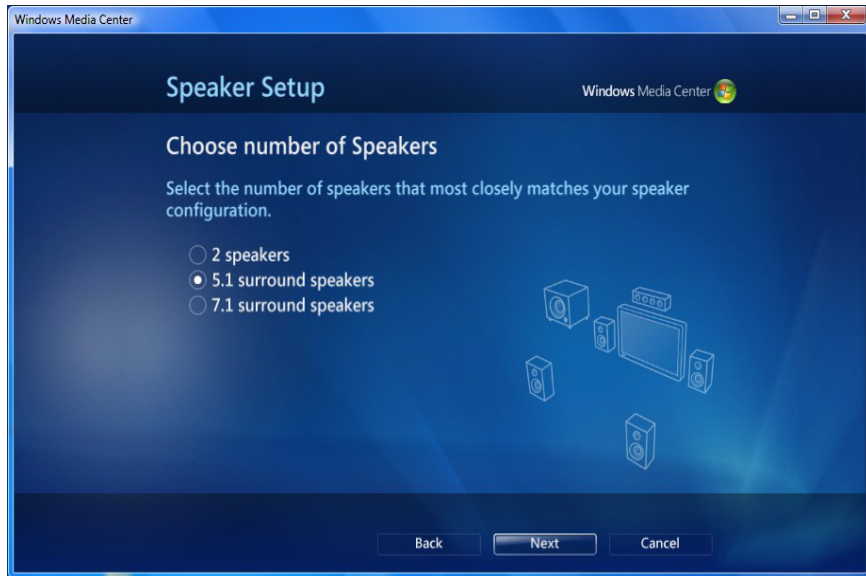 Windows Media Center
Speaker Setup
Windows Media Center
Choose number of Speakers
Select the number of speakers that most closely matches your speaker
configuration.
2 speakers
5.1 surround speakers
7.1 surround speakers
Back
Next
Cancel